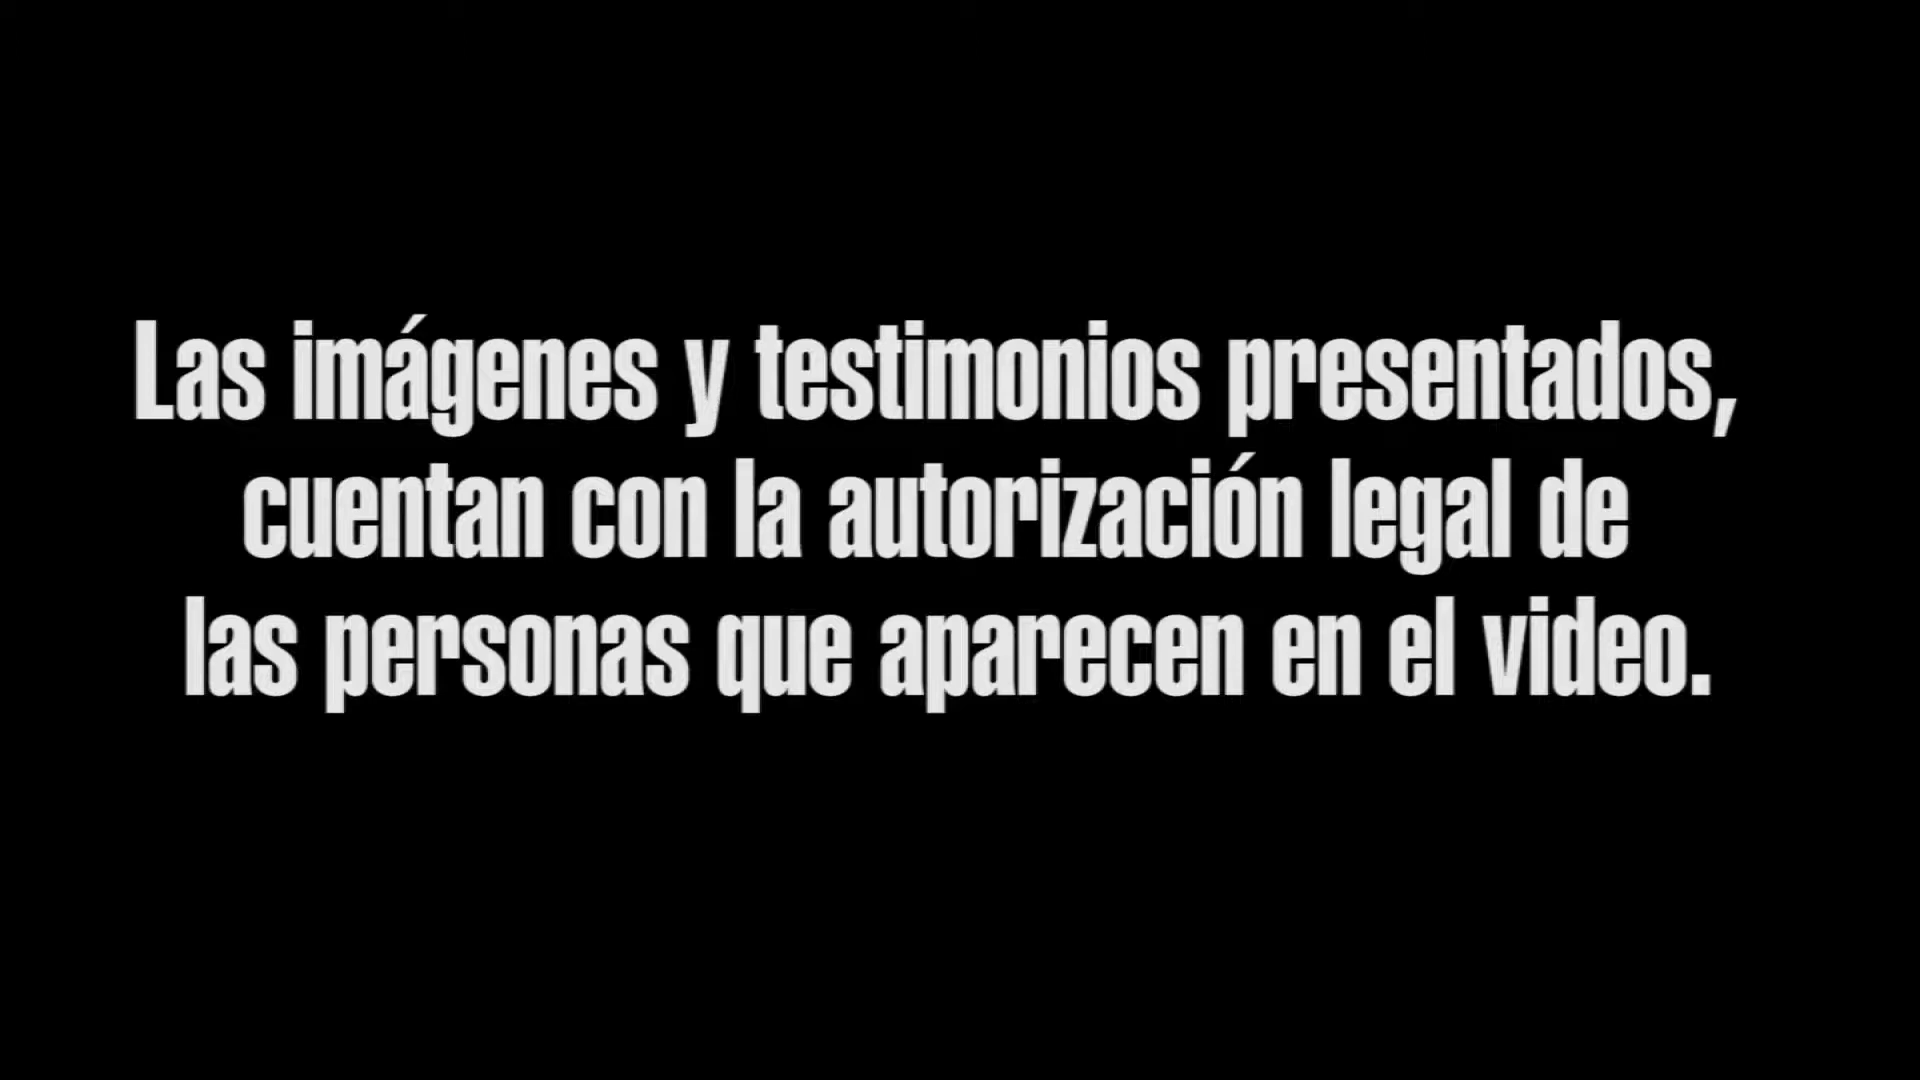 Las imágenes y testimonios presentados,
cuentan con la autorización legal de
las personas que aparecen en el video.